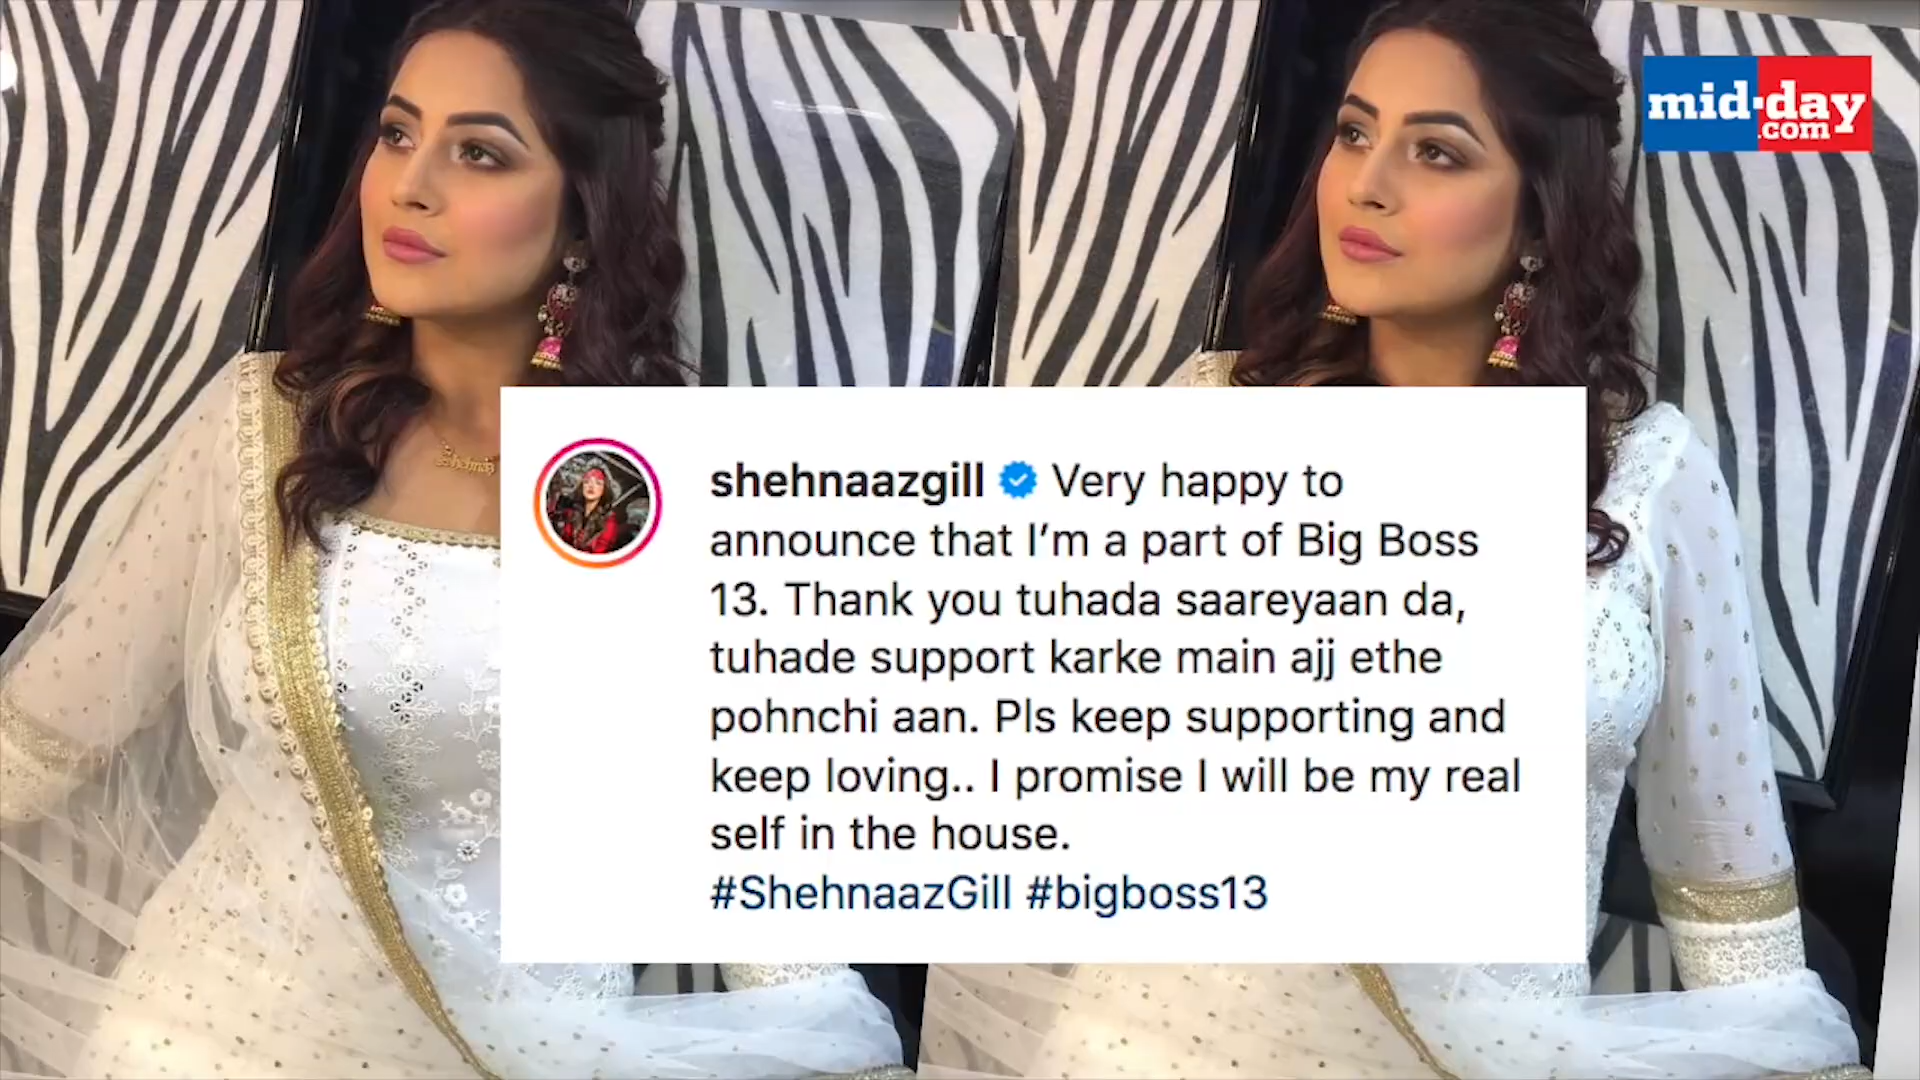 mid-day
.com
shehnaazgill Very happy to
announce that I’m a part of Big Boss
13. Thank you tuhada saareyaan da,
tuhade support karke main ajj ethe
pohnchi aan. Pls keep supporting and
keep loving.. I promise I will be my real
self in the house.
#ShehnaazGill #bigboss13
Shehnaz